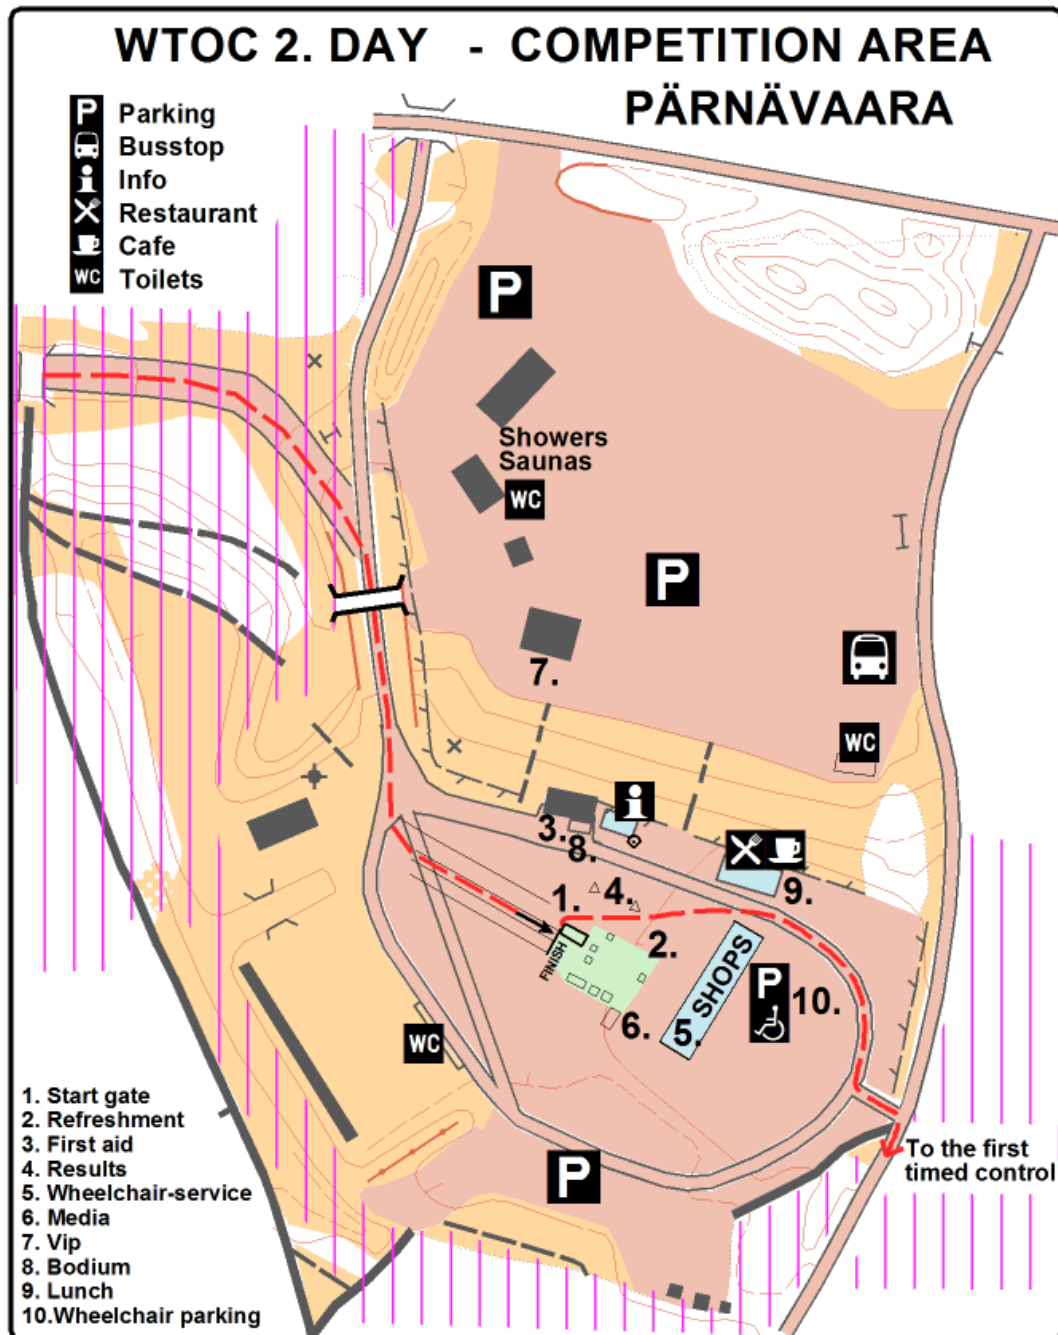 WTOC 2. DAY - COMPETITION AREA
PÄRNÄVAARA
P Parking
Busstop
i Info
Restaurant
Cafe
WC Toilets
P
Showers
Saunas
WC
P
7.
WC
i
3.
8.
9.
1.
4.
2.
FINISH
SHOPS
P
10.
6.
5.
WC
To the first
timed control
P
1. Start gate
2. Refreshment
3. First aid
4. Results
5. Wheelchair-service
6. Media
7. Vip
8. Bodium
9. Lunch
10.Wheelchair parking